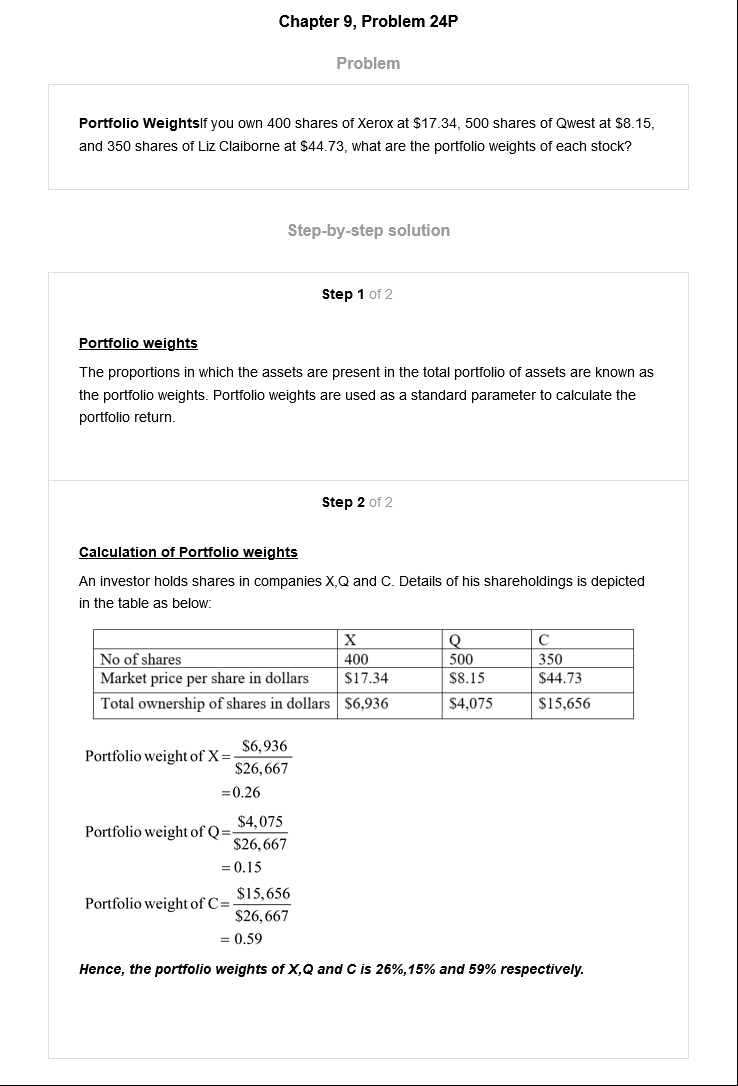 Chapter 9, Problem 24P
Problem
Portfolio WeightsIf you own 400 shares of Xerox at $17.34, 500 shares of Qwest at $8.15,
and 350 shares of Liz Claiborne at $44.73, what are the portfolio weights of each stock?
Step-by-step solution
Step 1 of 2
Portfolio weights
The proportions in which the assets are present in the total portfolio of assets are known as
the portfolio weights. Portfolio weights are used as a standard parameter to calculate the
portfolio return.
Step 2 of 2
Calculation of Portfolio weights
An investor holds shares in companies X,Q and C. Details of his shareholdings is depicted
in the table as below:
X Q C
No of shares 400 500 350
Market price per share in dollars $17.34 $8.15 $44.73
Total ownership of shares in dollars $6,936 $4,075 $15,656
$6,936
Portfolio weight of X=
$26,667
=0.26
$4,075
Portfolio weight of Q=
$26,667
= 0.15
$15,656
Portfolio weight of C=
$26,667
= 0.59
Hence, the portfolio weights of X,Q and C is 26%,15% and 59% respectively.